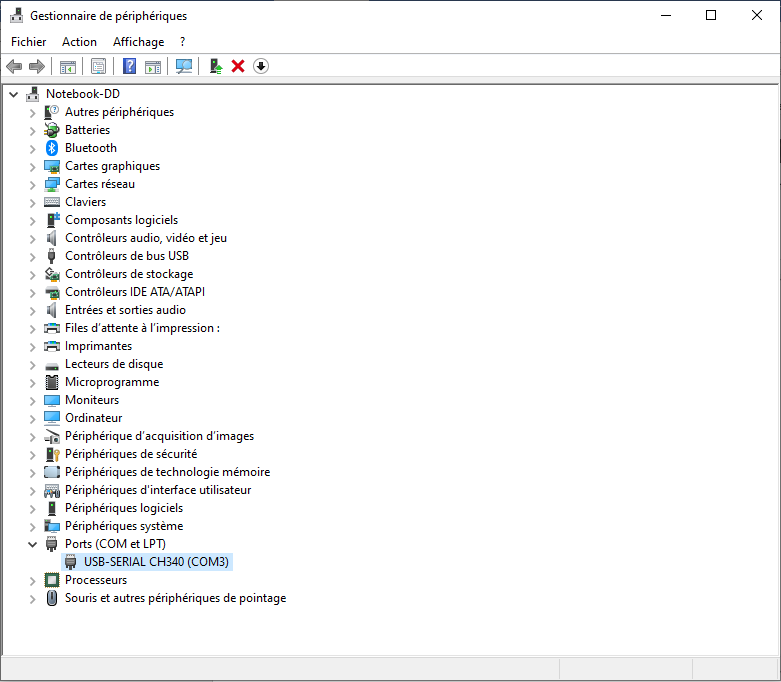 Gestionnaire de périphériques
Fichier Action Affichage ?
Notebook-DD
Autres périphériques
Batteries
Bluetooth
Cartes graphiques
Cartes réseau
Claviers
Composants logiciels
Contrôleurs audio, vidéo et jeu
Contrôleurs de bus USB
Contrôleurs de stockage
Contrôleurs IDE ATA/ATAPI
Entrées et sorties audio
Files d'attente à l'impression :
Imprimantes
Lecteurs de disque
Microprogramme
Moniteurs
Ordinateur
Périphérique d'acquisition d'images
Périphériques de sécurité
Périphériques de technologie mémoire
Périphériques d'interface utilisateur
Périphériques logiciels
Périphériques système
Ports (COM et LPT)
USB-SERIAL CH340 (COM3)
Processeurs
Souris et autres périphériques de pointage